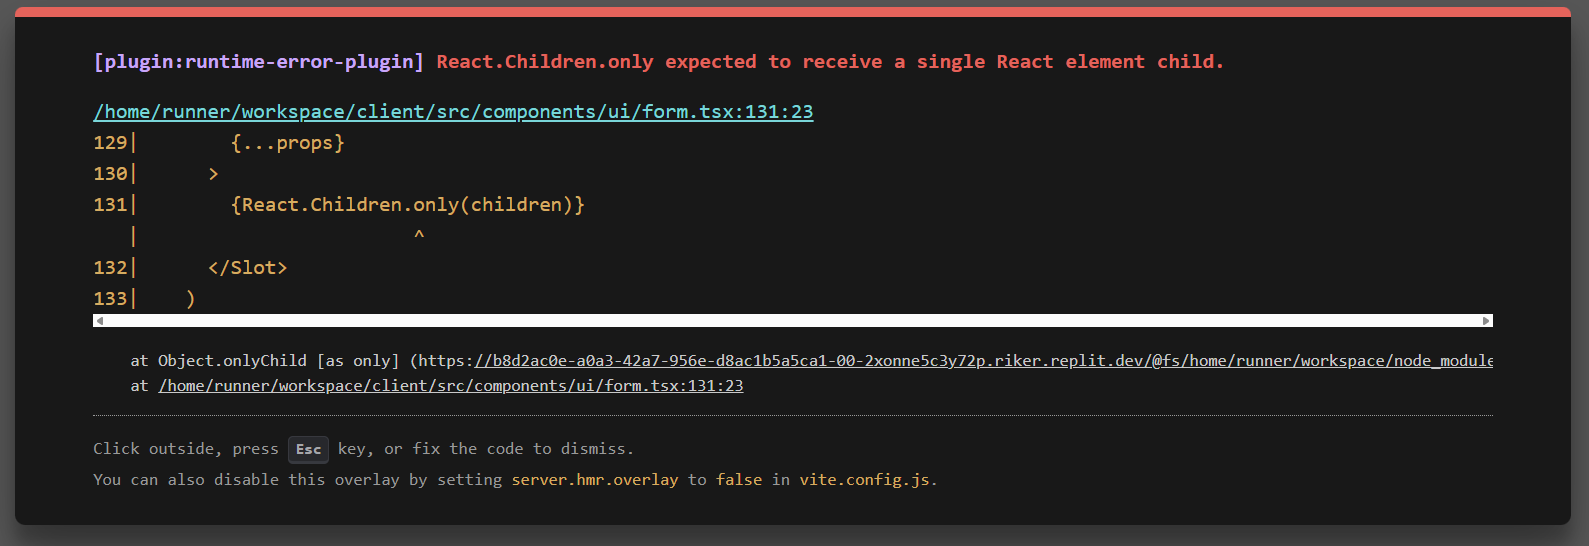 [plugin:runtime-error-plugin] React.Children.only expected to receive a single React element child.
/home/runner/workspace/client/src/components/ui/form.tsx:131:23
129|        {...props}
130|      >
131|        {React.Children.only(children)}
   |                        ^
132|      </Slot>
133|    )
at Object.onlyChild [as only] (https://b8d2ac0e-a0a3-42a7-956e-d8ac1b5a5ca1-00-2xonne5c3y72p.riker.replit.dev/@fs/home/runner/workspace/node_module
at /home/runner/workspace/client/src/components/ui/form.tsx:131:23
Click outside, press Esc key, or fix the code to dismiss.
You can also disable this overlay by setting server.hmr.overlay to false in vite.config.js.